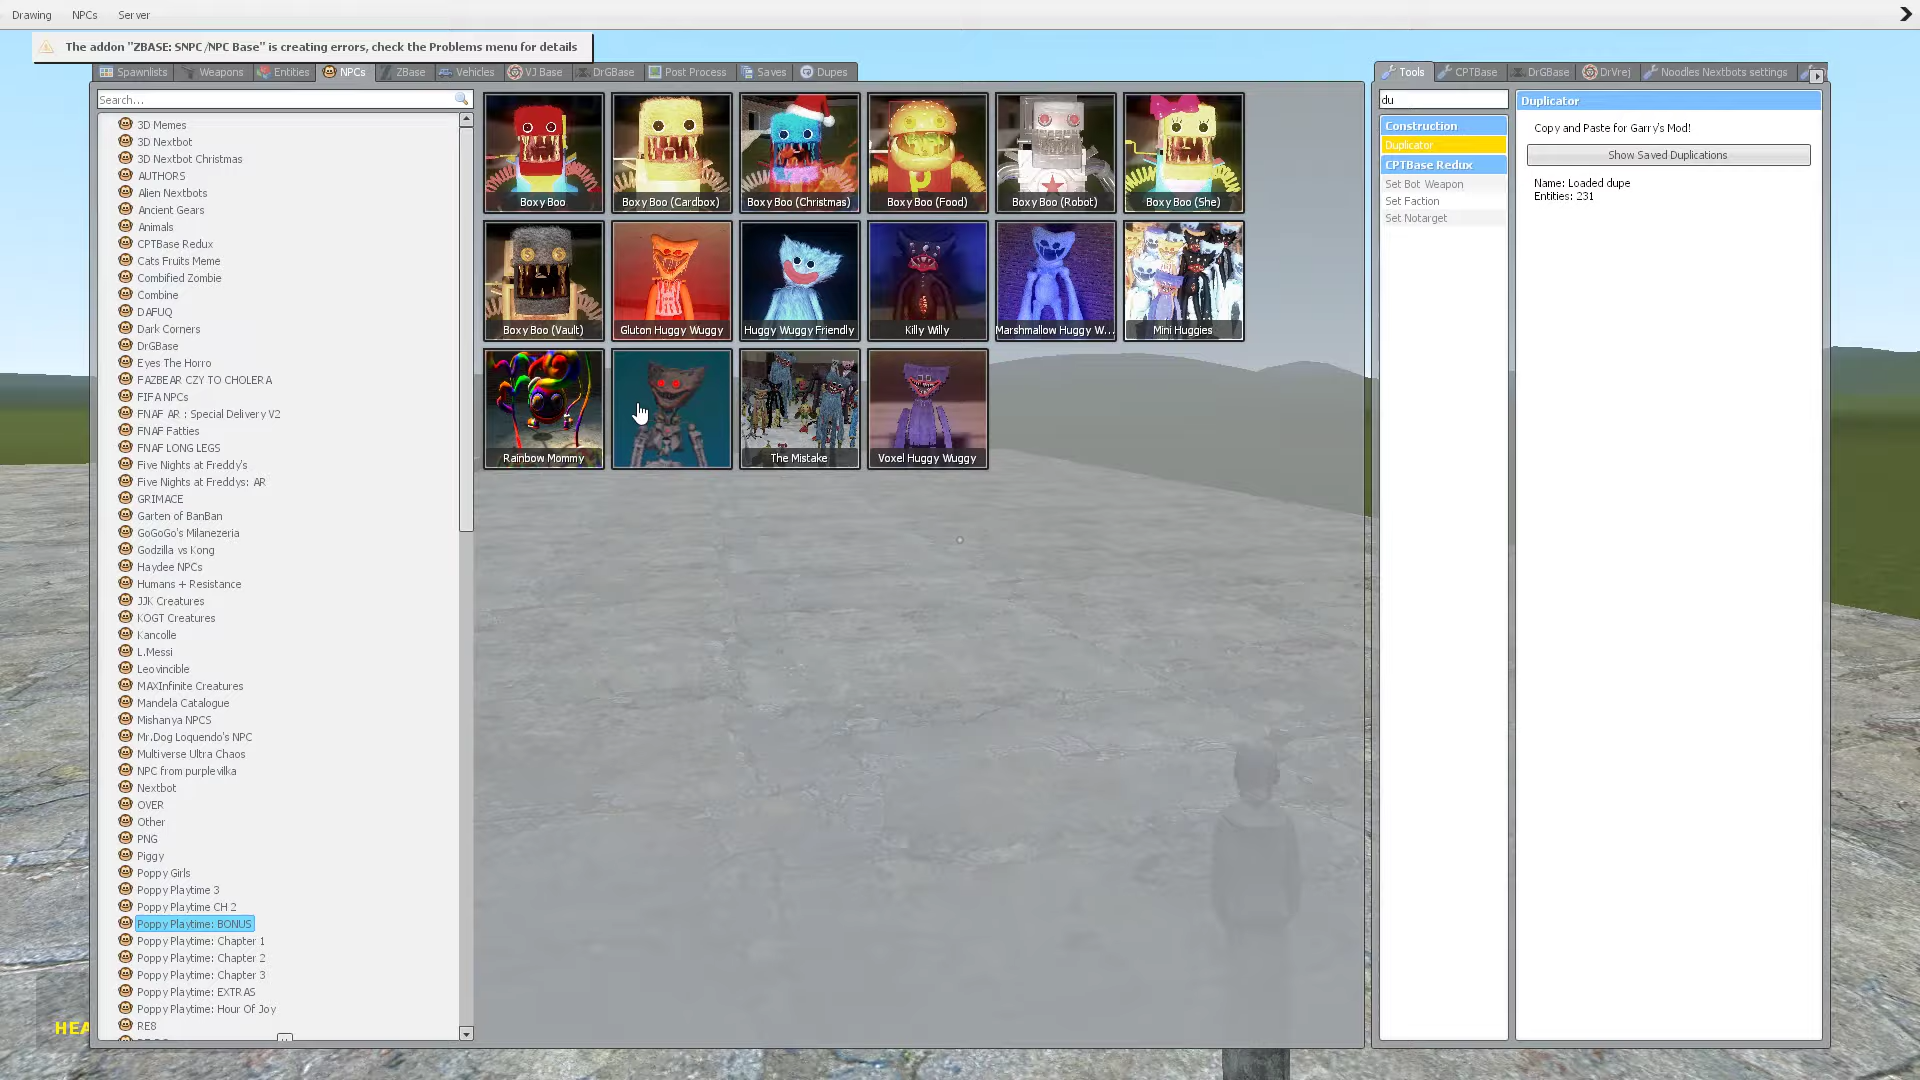 Drawing NPCs Server
The addon "ZBASE: SNPC/NPC Base" is creating errors, check the Problems menu for details
Spawnlists Weapons Entities NPCs ZBase Vehicles VJ Base DrGBase Post Process Saves Dupes
Search...
3D Memes
3D Nextbot
3D Nextbot Christmas
AUTHORS
Alien Nextbots
Ancient Gears
Animals
CPTBase Redux
Cats Fruits Meme
Combified Zombie
Combine
DAFUQ
Dark Corners
DrGBase
Eyes The Horro
FAZBEAR CZY TO CHOLERA
FIFA NPCs
FNAF AR : Special Delivery V2
FNAF Fatties
FNAF LONG LEGS
Five Nights at Freddy's
Five Nights at Freddys: AR
GRIMACE
Garten of BanBan
GoGoGo's Milanezeria
Godzilla vs Kong
Haydee NPCs
Humans + Resistance
JJK Creatures
KOGT Creatures
Kancolle
L.Messi
Leovincible
MAXInfinite Creatures
Mandela Catalogue
Mishanya NPCS
Mr.Dog Loquendo's NPC
Multiverse Ultra Chaos
NPC from purplevilka
Nextbot
OVER
Other
PNG
Piggy
Poppy Girls
Poppy Playtime 3
Poppy Playtime CH 2
Poppy Playtime: BONUS
Poppy Playtime: Chapter 1
Poppy Playtime: Chapter 2
Poppy Playtime: Chapter 3
Poppy Playtime: EXTRAS
Poppy Playtime: Hour Of Joy
RE8
HEA
Boxy Boo
Boxy Boo (Cardbox)
Boxy Boo (Christmas)
Boxy Boo (Food)
Boxy Boo (Robot)
Boxy Boo (She)
Boxy Boo (Vault)
Gluton Huggy Wuggy
Huggy Wuggy Friendly
Killy Willy
Marshmallow Huggy W...
Mini Huggies
Rainbow Mommy
The Mistake
Voxel Huggy Wuggy
Tools CPTBase DrGBase DrVrej Noodles Nextbots settings
du
Construction
Duplicator
CPTBase Redux
Set Bot Weapon
Set Faction
Set Notarget
Duplicator
Copy and Paste for Garry's Mod!
Show Saved Duplications
Name: Loaded dupe
Entities: 231